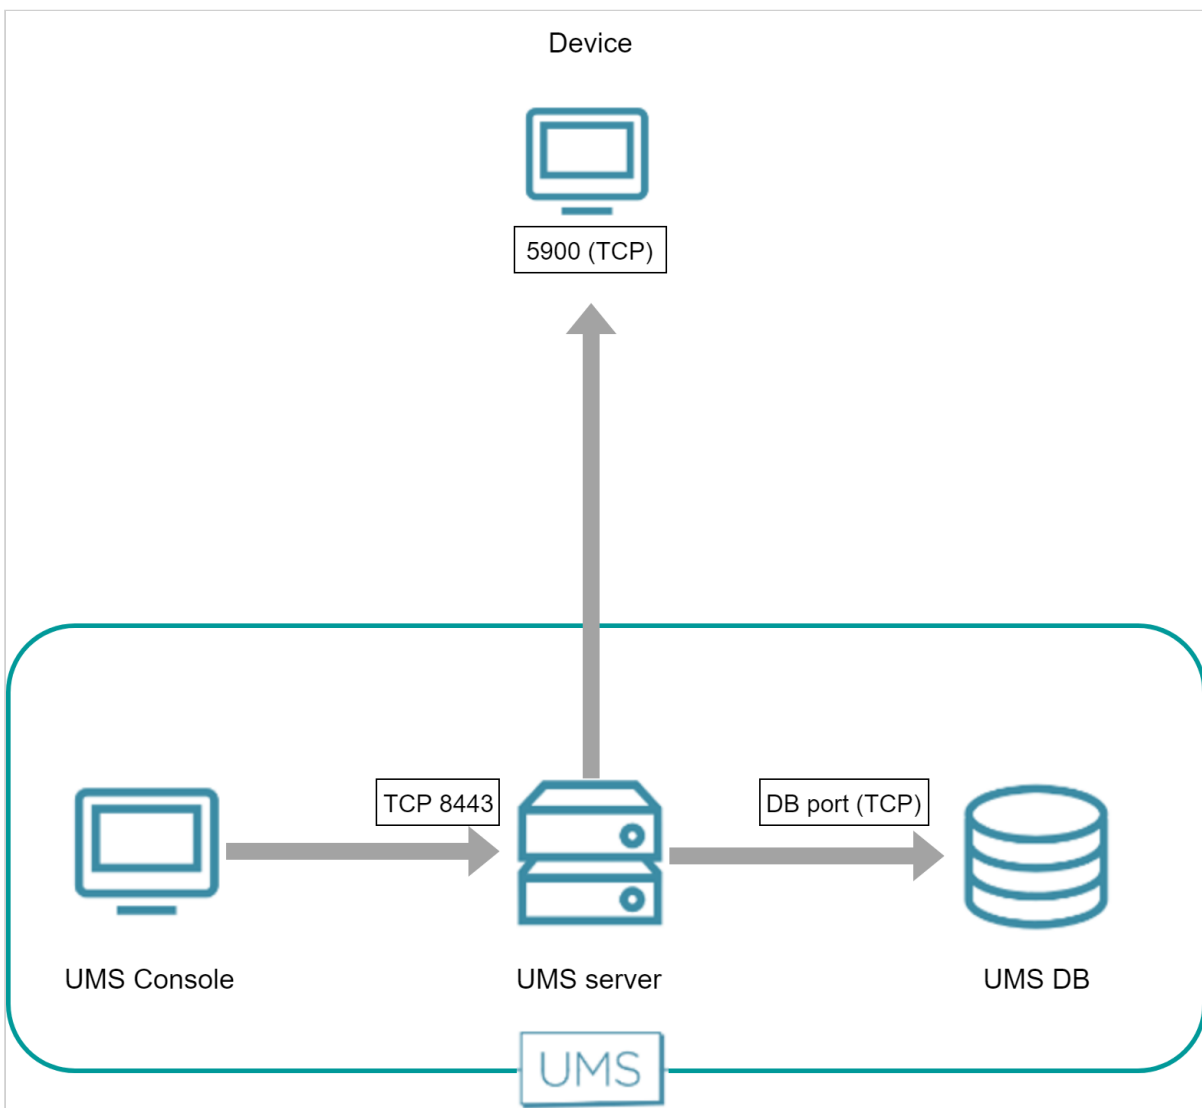 Device
5900 (TCP)
TCP 8443
DB port (TCP)
UMS Console
UMS server
UMS DB
UMS